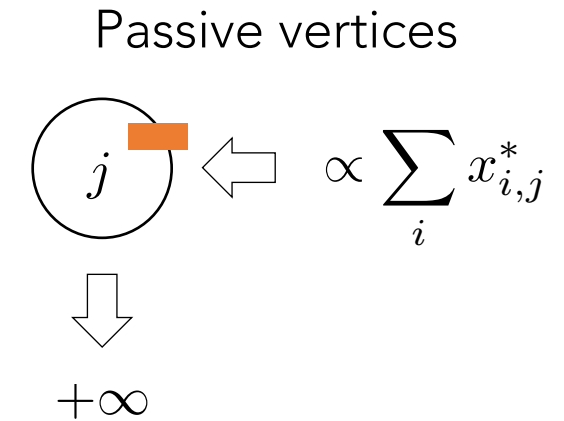 Passive vertices
j
∝ ∑_i x^*_{i,j}
+∞